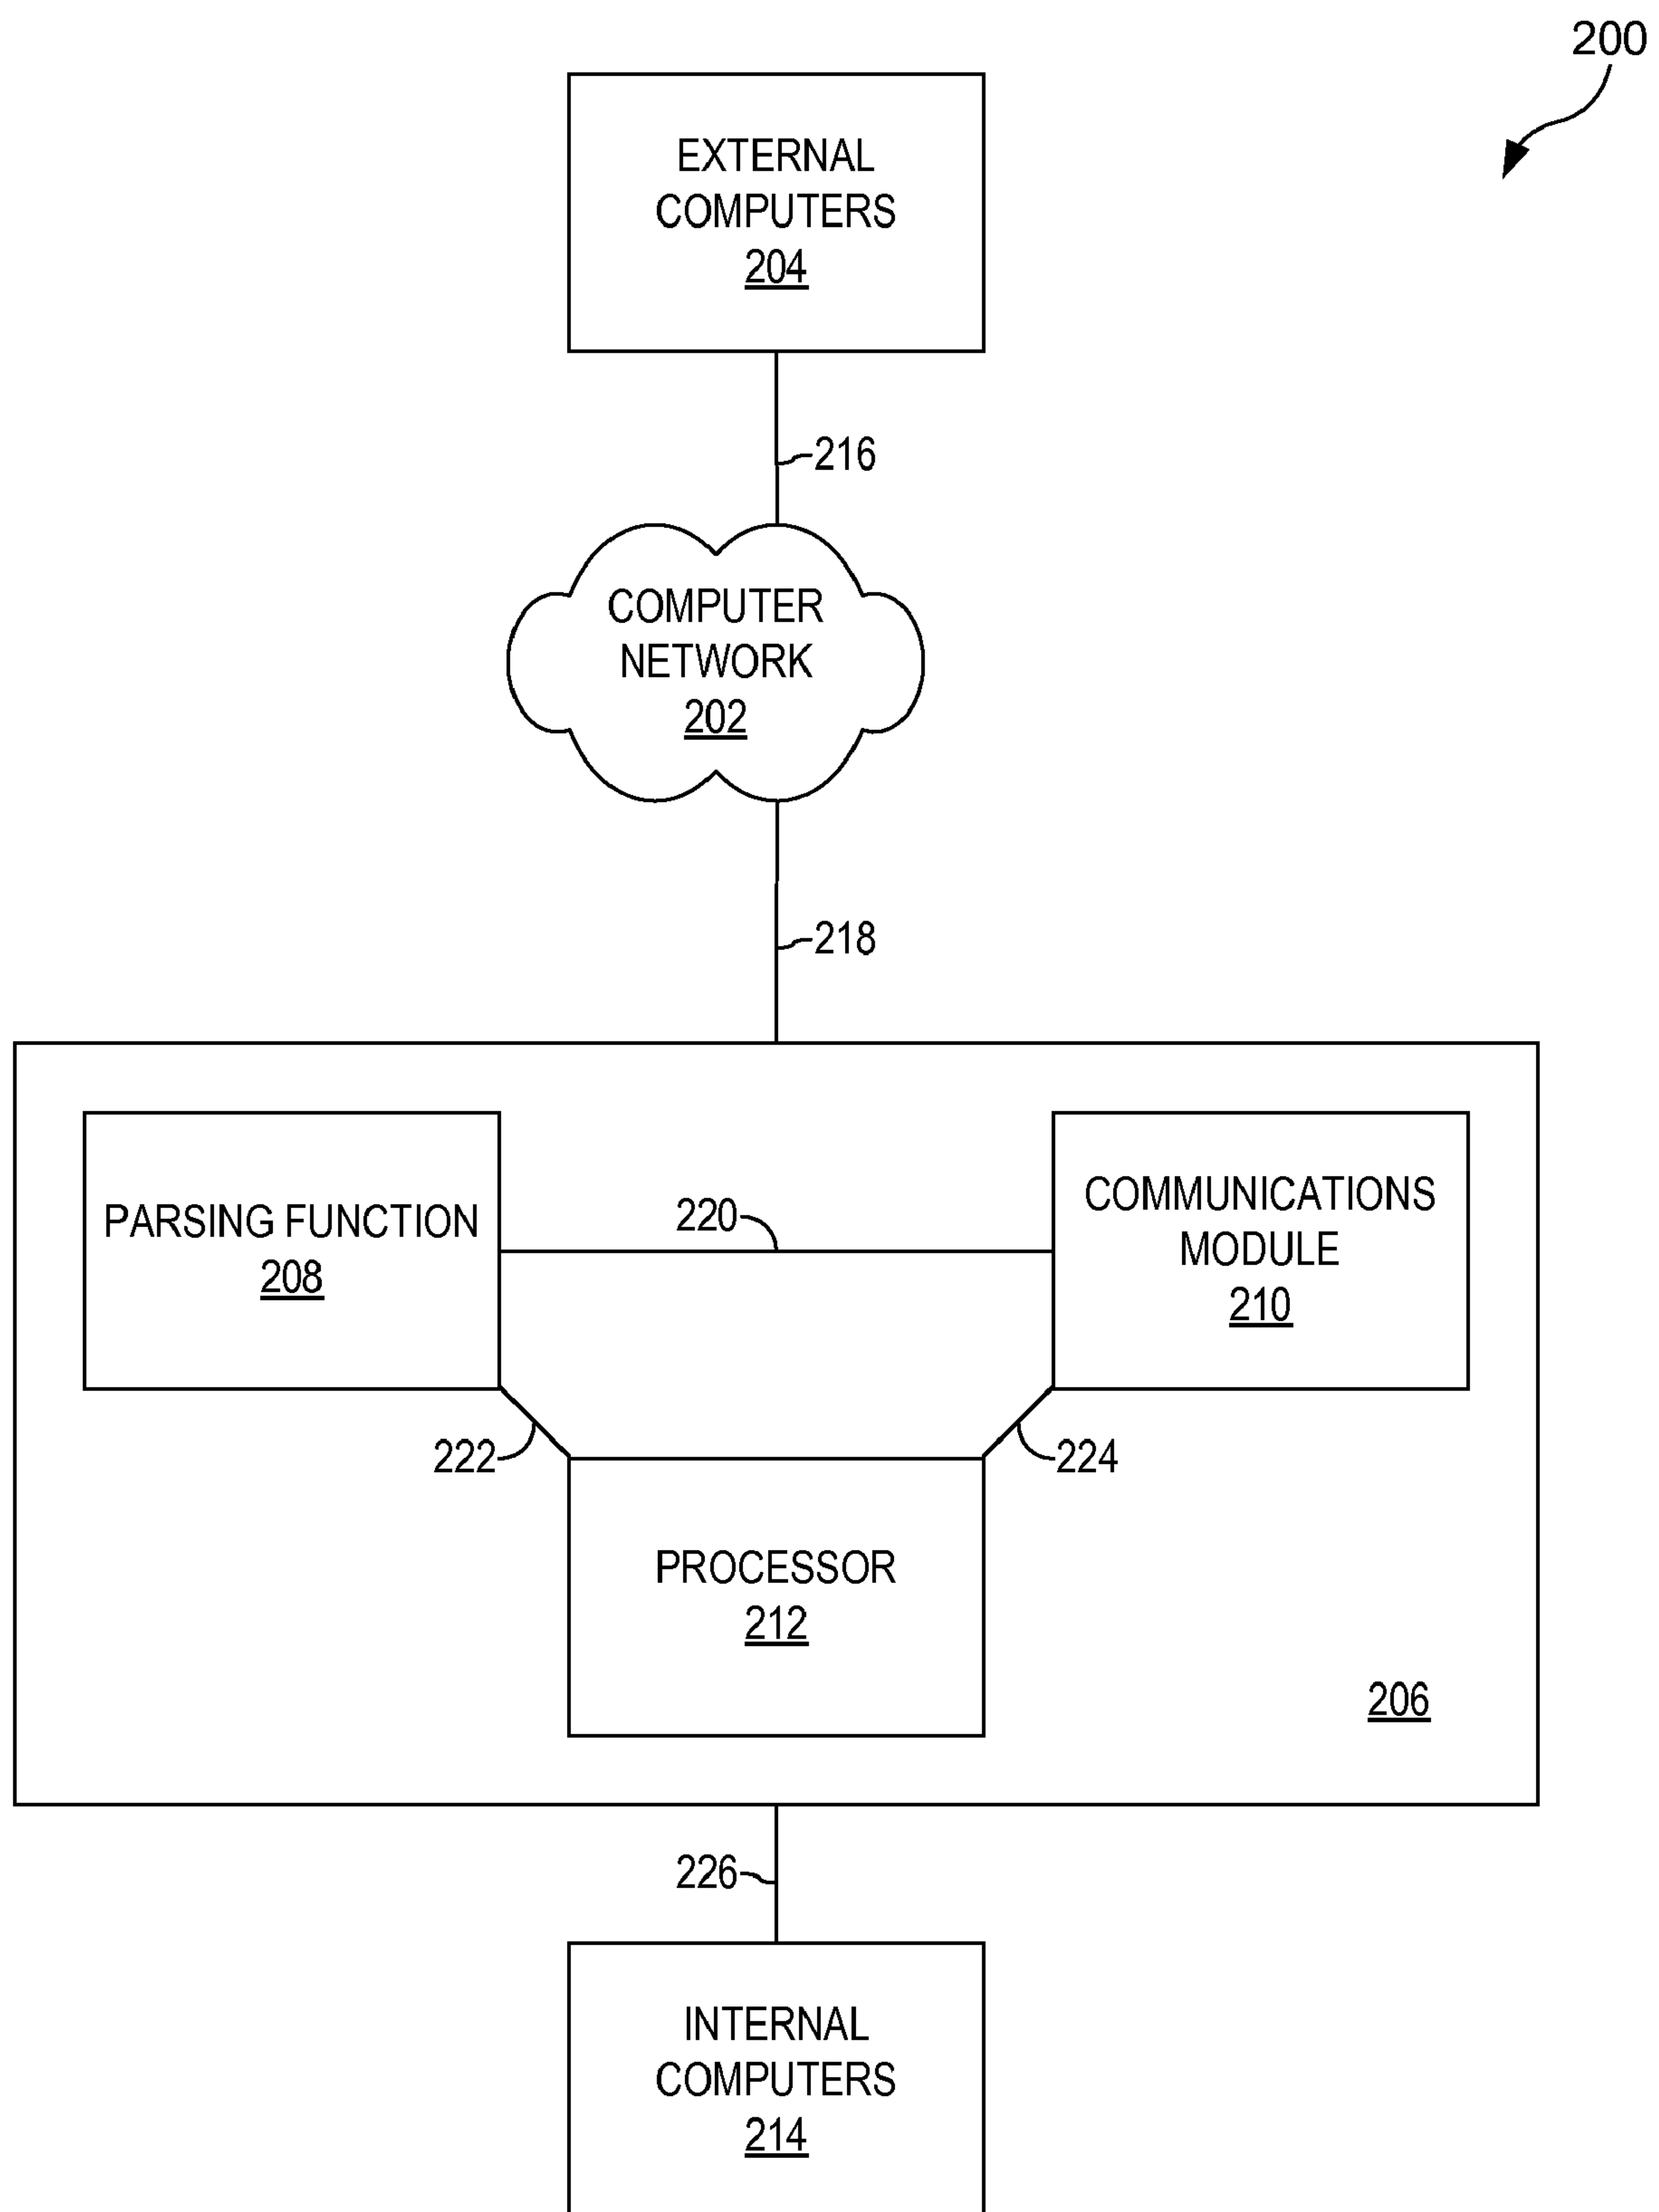 200
EXTERNAL
COMPUTERS
204
216
COMPUTER
NETWORK
202
218
PARSING FUNCTION
208
220
COMMUNICATIONS
MODULE
210
222
224
PROCESSOR
212
206
226
INTERNAL
COMPUTERS
214